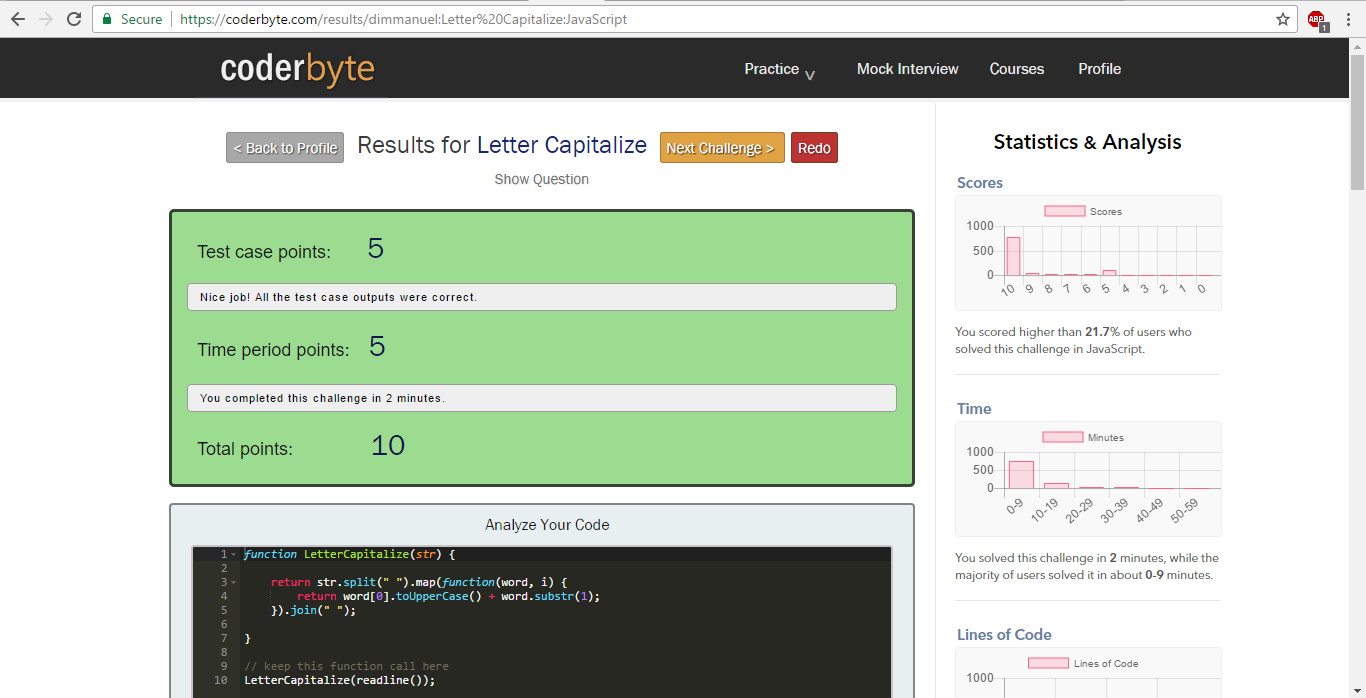 Secure https://coderbyte.com/results/dimmanuel:Letter%20Capitalize:JavaScript ABP 1
coderbyte Practice Mock Interview Courses Profile
< Back to Profile Results for Letter Capitalize Next Challenge > Redo
Show Question
Test case points: 5
Nice job! All the test case outputs were correct.
Time period points: 5
You completed this challenge in 2 minutes.
Total points: 10
Analyze Your Code
1 function LetterCapitalize(str) {
2
3 return str.split(" ").map(function(word, i) {
4 return word[0].toUpperCase() + word.substr(1);
5 }).join(" ");
6
7 }
8
9 // keep this function call here
10 LetterCapitalize(readline());
Statistics & Analysis
Scores
Scores
1000
500
0
10 9 8 7 6 5 4 3 2 1 0
You scored higher than 21.7% of users who
solved this challenge in JavaScript.
Time
Minutes
1000
500
0
0-9 10-19 20-29 30-39 40-49 50-59
You solved this challenge in 2 minutes, while the
majority of users solved it in about 0-9 minutes.
Lines of Code
Lines of Code
1000